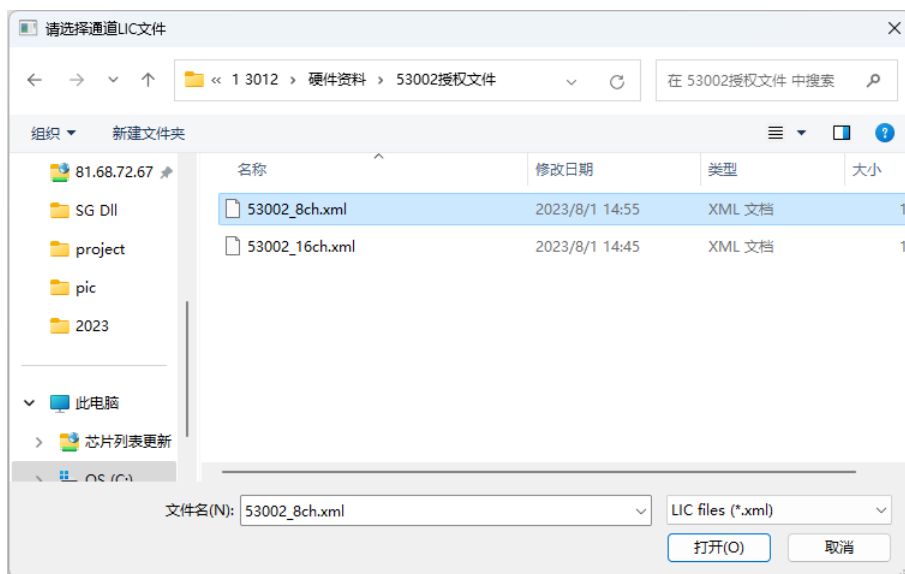 请选择通道LIC文件
« 1 3012 › 硬件资料 › 53002授权文件
在 53002授权文件 中搜索
组织
新建文件夹
名称 修改日期 类型 大小
81.68.72.67
SG Dll
project
pic
2023
此电脑
芯片列表更新
OS (C:)
53002_8ch.xml 2023/8/1 14:55 XML 文档 1
53002_16ch.xml 2023/8/1 14:45 XML 文档 1
文件名(N): 53002_8ch.xml
LIC files (*.xml)
打开(O)
取消